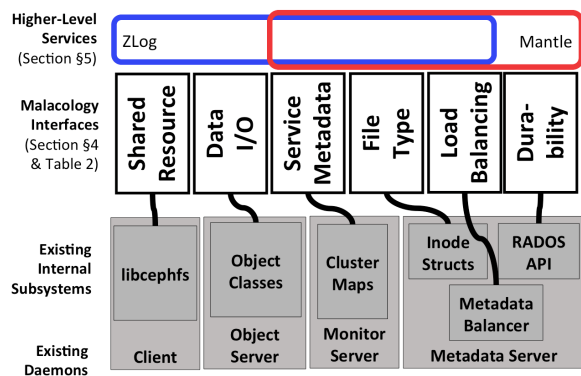 Higher-Level
Services
(Section §5)
ZLog
Mantle
Malacology
Interfaces
(Section §4
& Table 2)
Shared
Resource
Data
I/O
Service
Metadata
File
Type
Load
Balancing
Dura-
bility
Existing
Internal
Subsystems
libcephfs
Object
Classes
Cluster
Maps
Inode
Structs
RADOS
API
Metadata
Balancer
Existing
Daemons
Client
Object
Server
Monitor
Server
Metadata Server